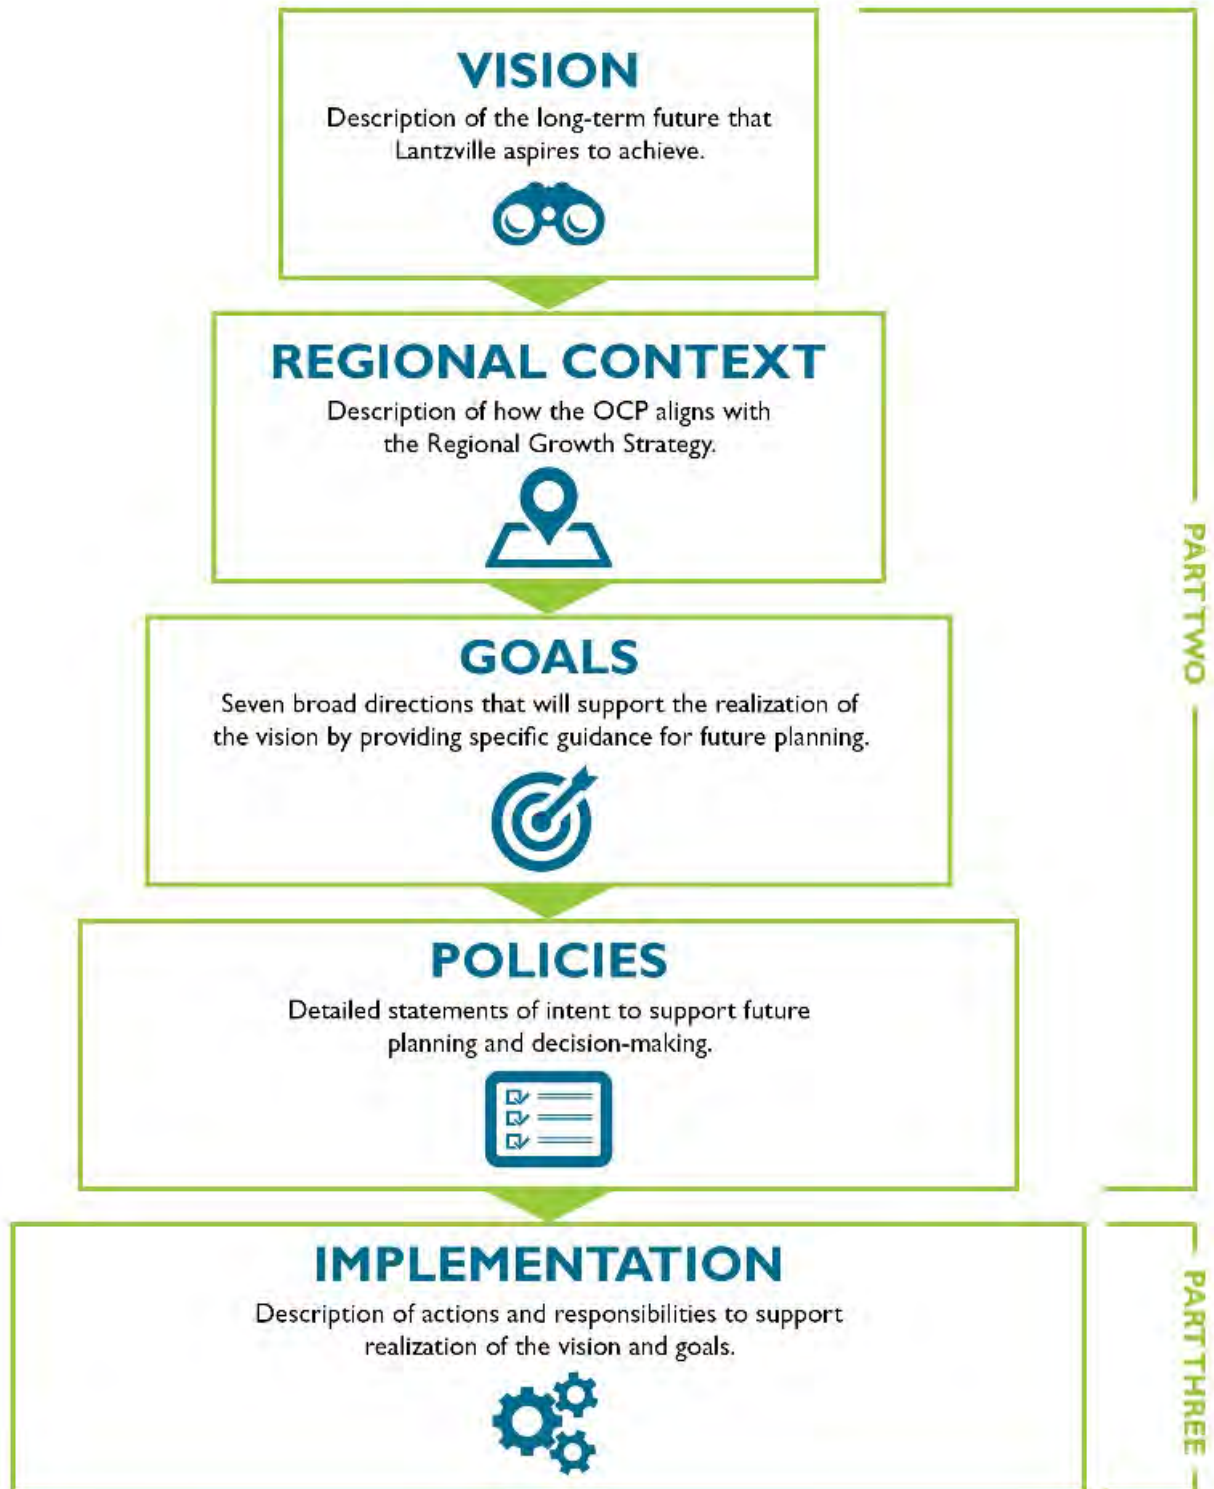 VISION
Description of the long-term future that
Lantzville aspires to achieve.
REGIONAL CONTEXT
Description of how the OCP aligns with
the Regional Growth Strategy.
GOALS
Seven broad directions that will support the realization of
the vision by providing specific guidance for future planning.
POLICIES
Detailed statements of intent to support future
planning and decision-making.
PART TWO
IMPLEMENTATION
Description of actions and responsibilities to support
realization of the vision and goals.
PART THREE